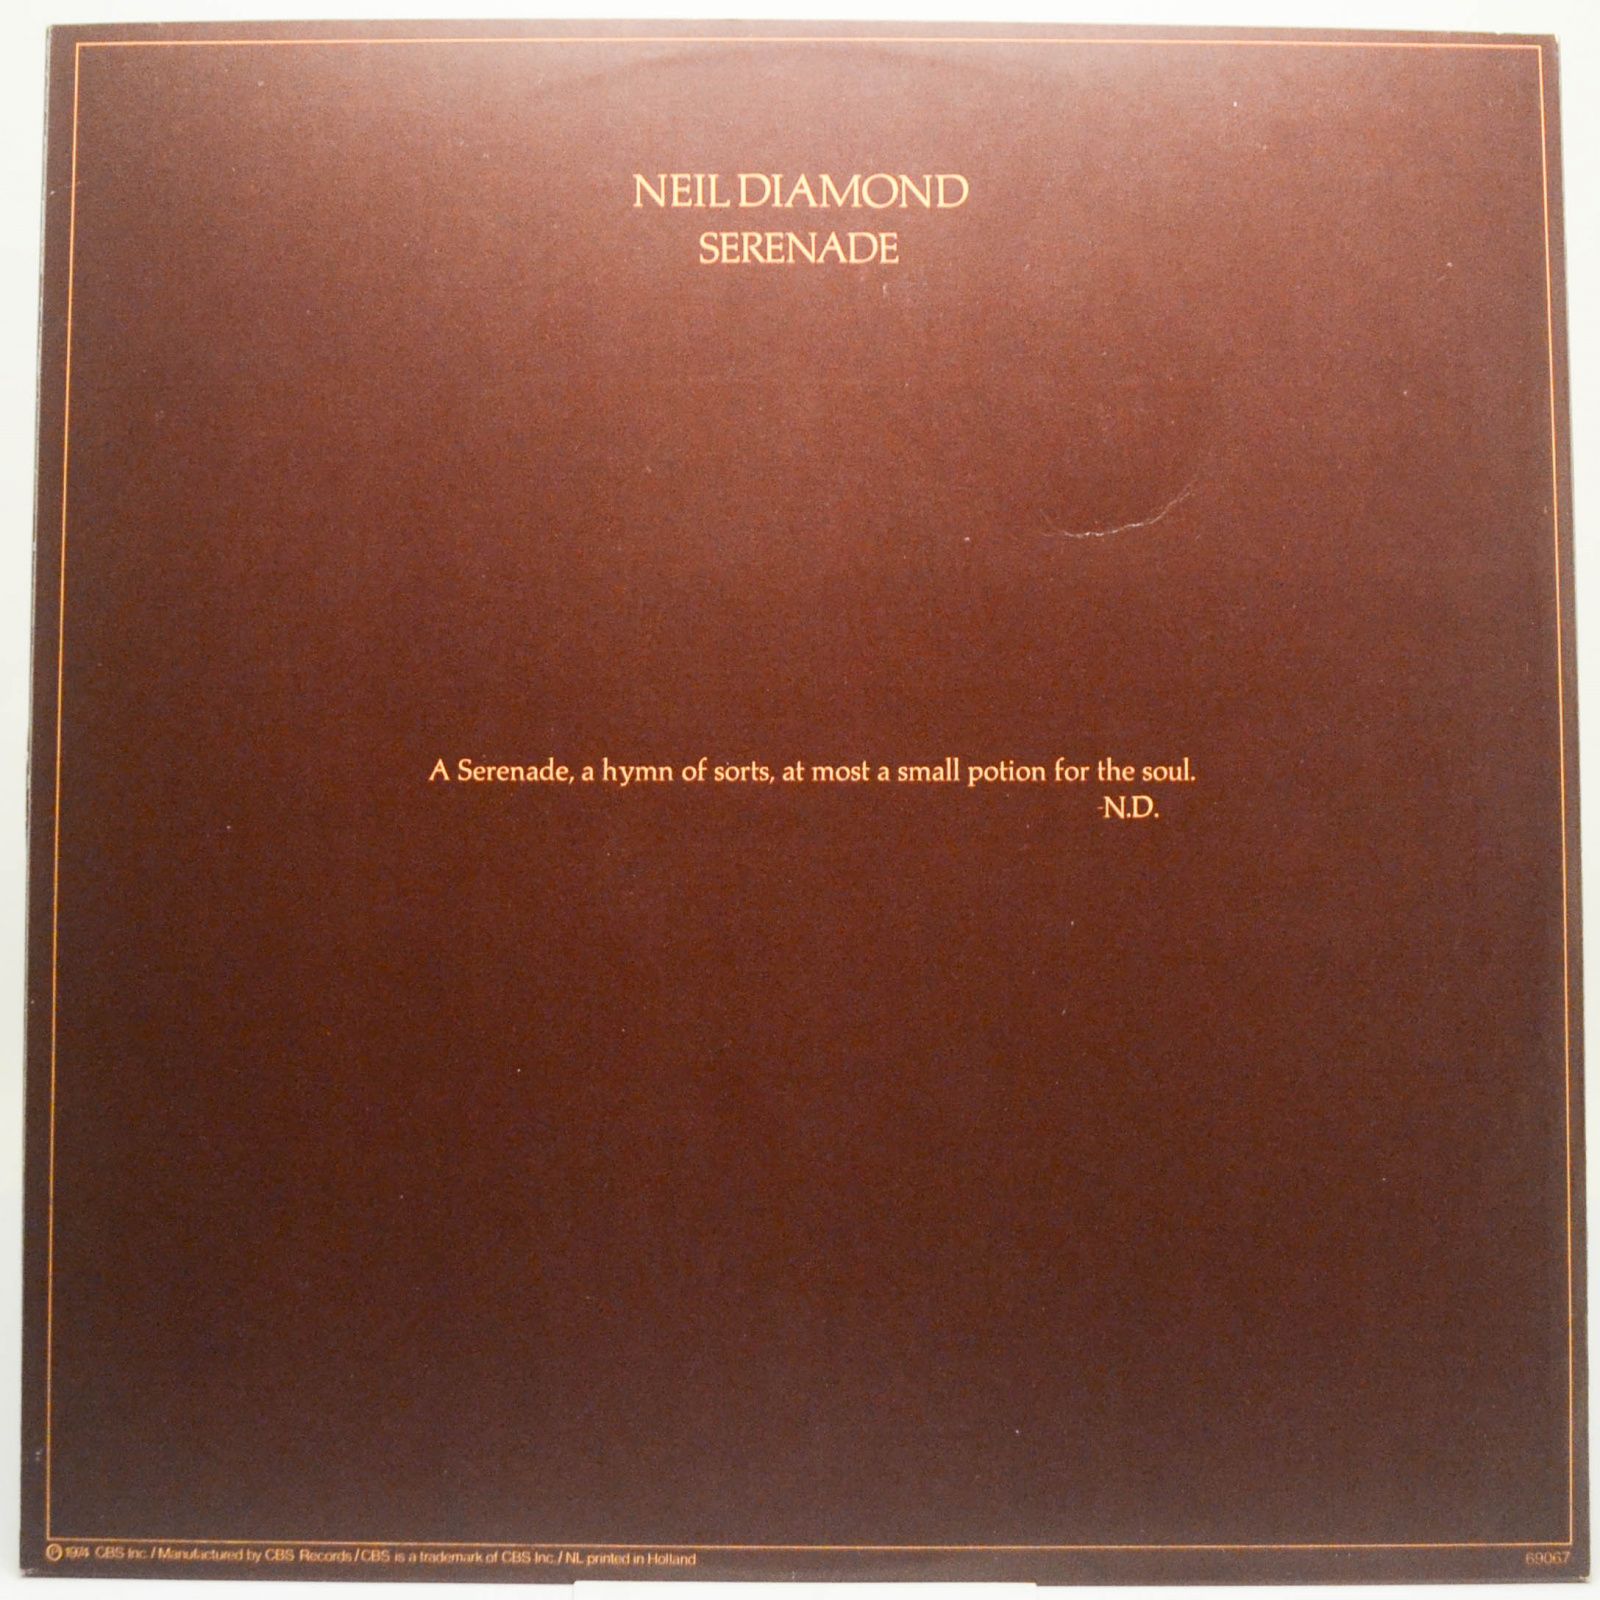 NEIL DIAMOND
SERENADE
A Serenade, a hymn of sorts, at most a small potion for the soul.
-N.D.
℗ 1974 CBS Inc. / Manufactured by CBS Records / CBS is a trademark of CBS Inc. / NL printed in Holland
69067